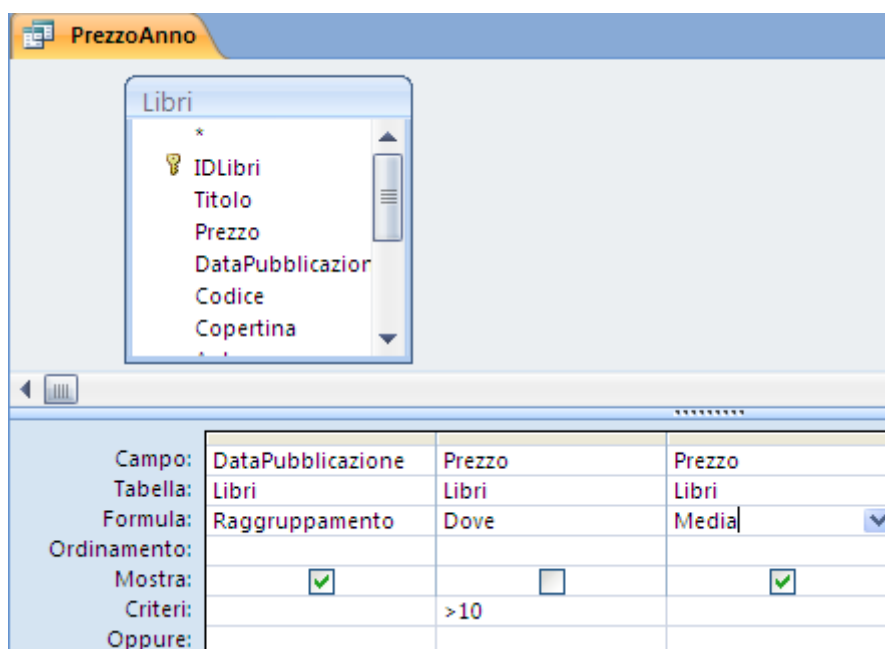 PrezzoAnno
Libri
*
IDLibri
Titolo
Prezzo
DataPubblicazion
Codice
Copertina
Campo: DataPubblicazione Prezzo Prezzo
Tabella: Libri Libri Libri
Formula: Raggruppamento Dove Media
Ordinamento:
Mostra:
Criteri: >10
Oppure: